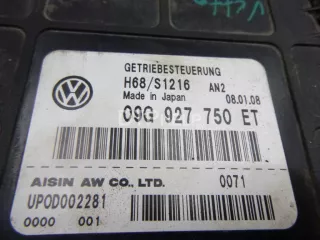 GETRIEBESTEUERUNG
H68/S1216 AN2
Made in Japan 08.01.08
09G 927 750 ET
AISIN AW CO., LTD. 0071
UPOD002281
0000 001